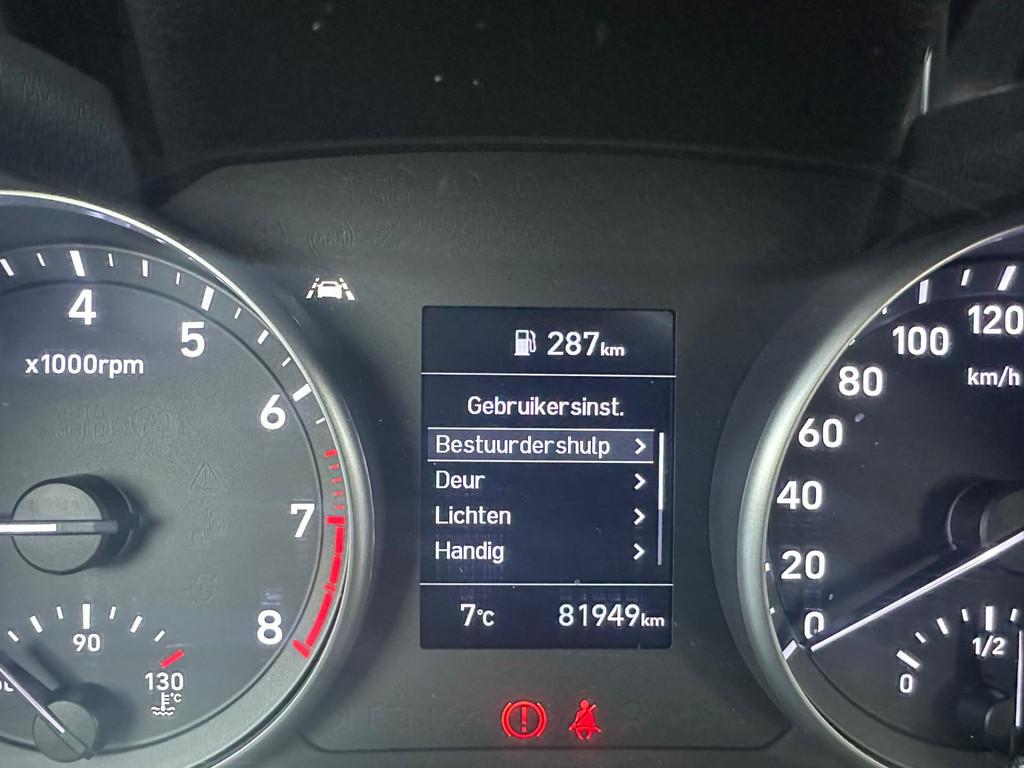 287km
Gebruikersinst.
Bestuurdershulp
Deur
Lichten
Handig
7°C
81949km
4
5
x1000rpm
6
7
8
90
130
°C
120
100
km/h
80
60
40
20
0
1/2
0